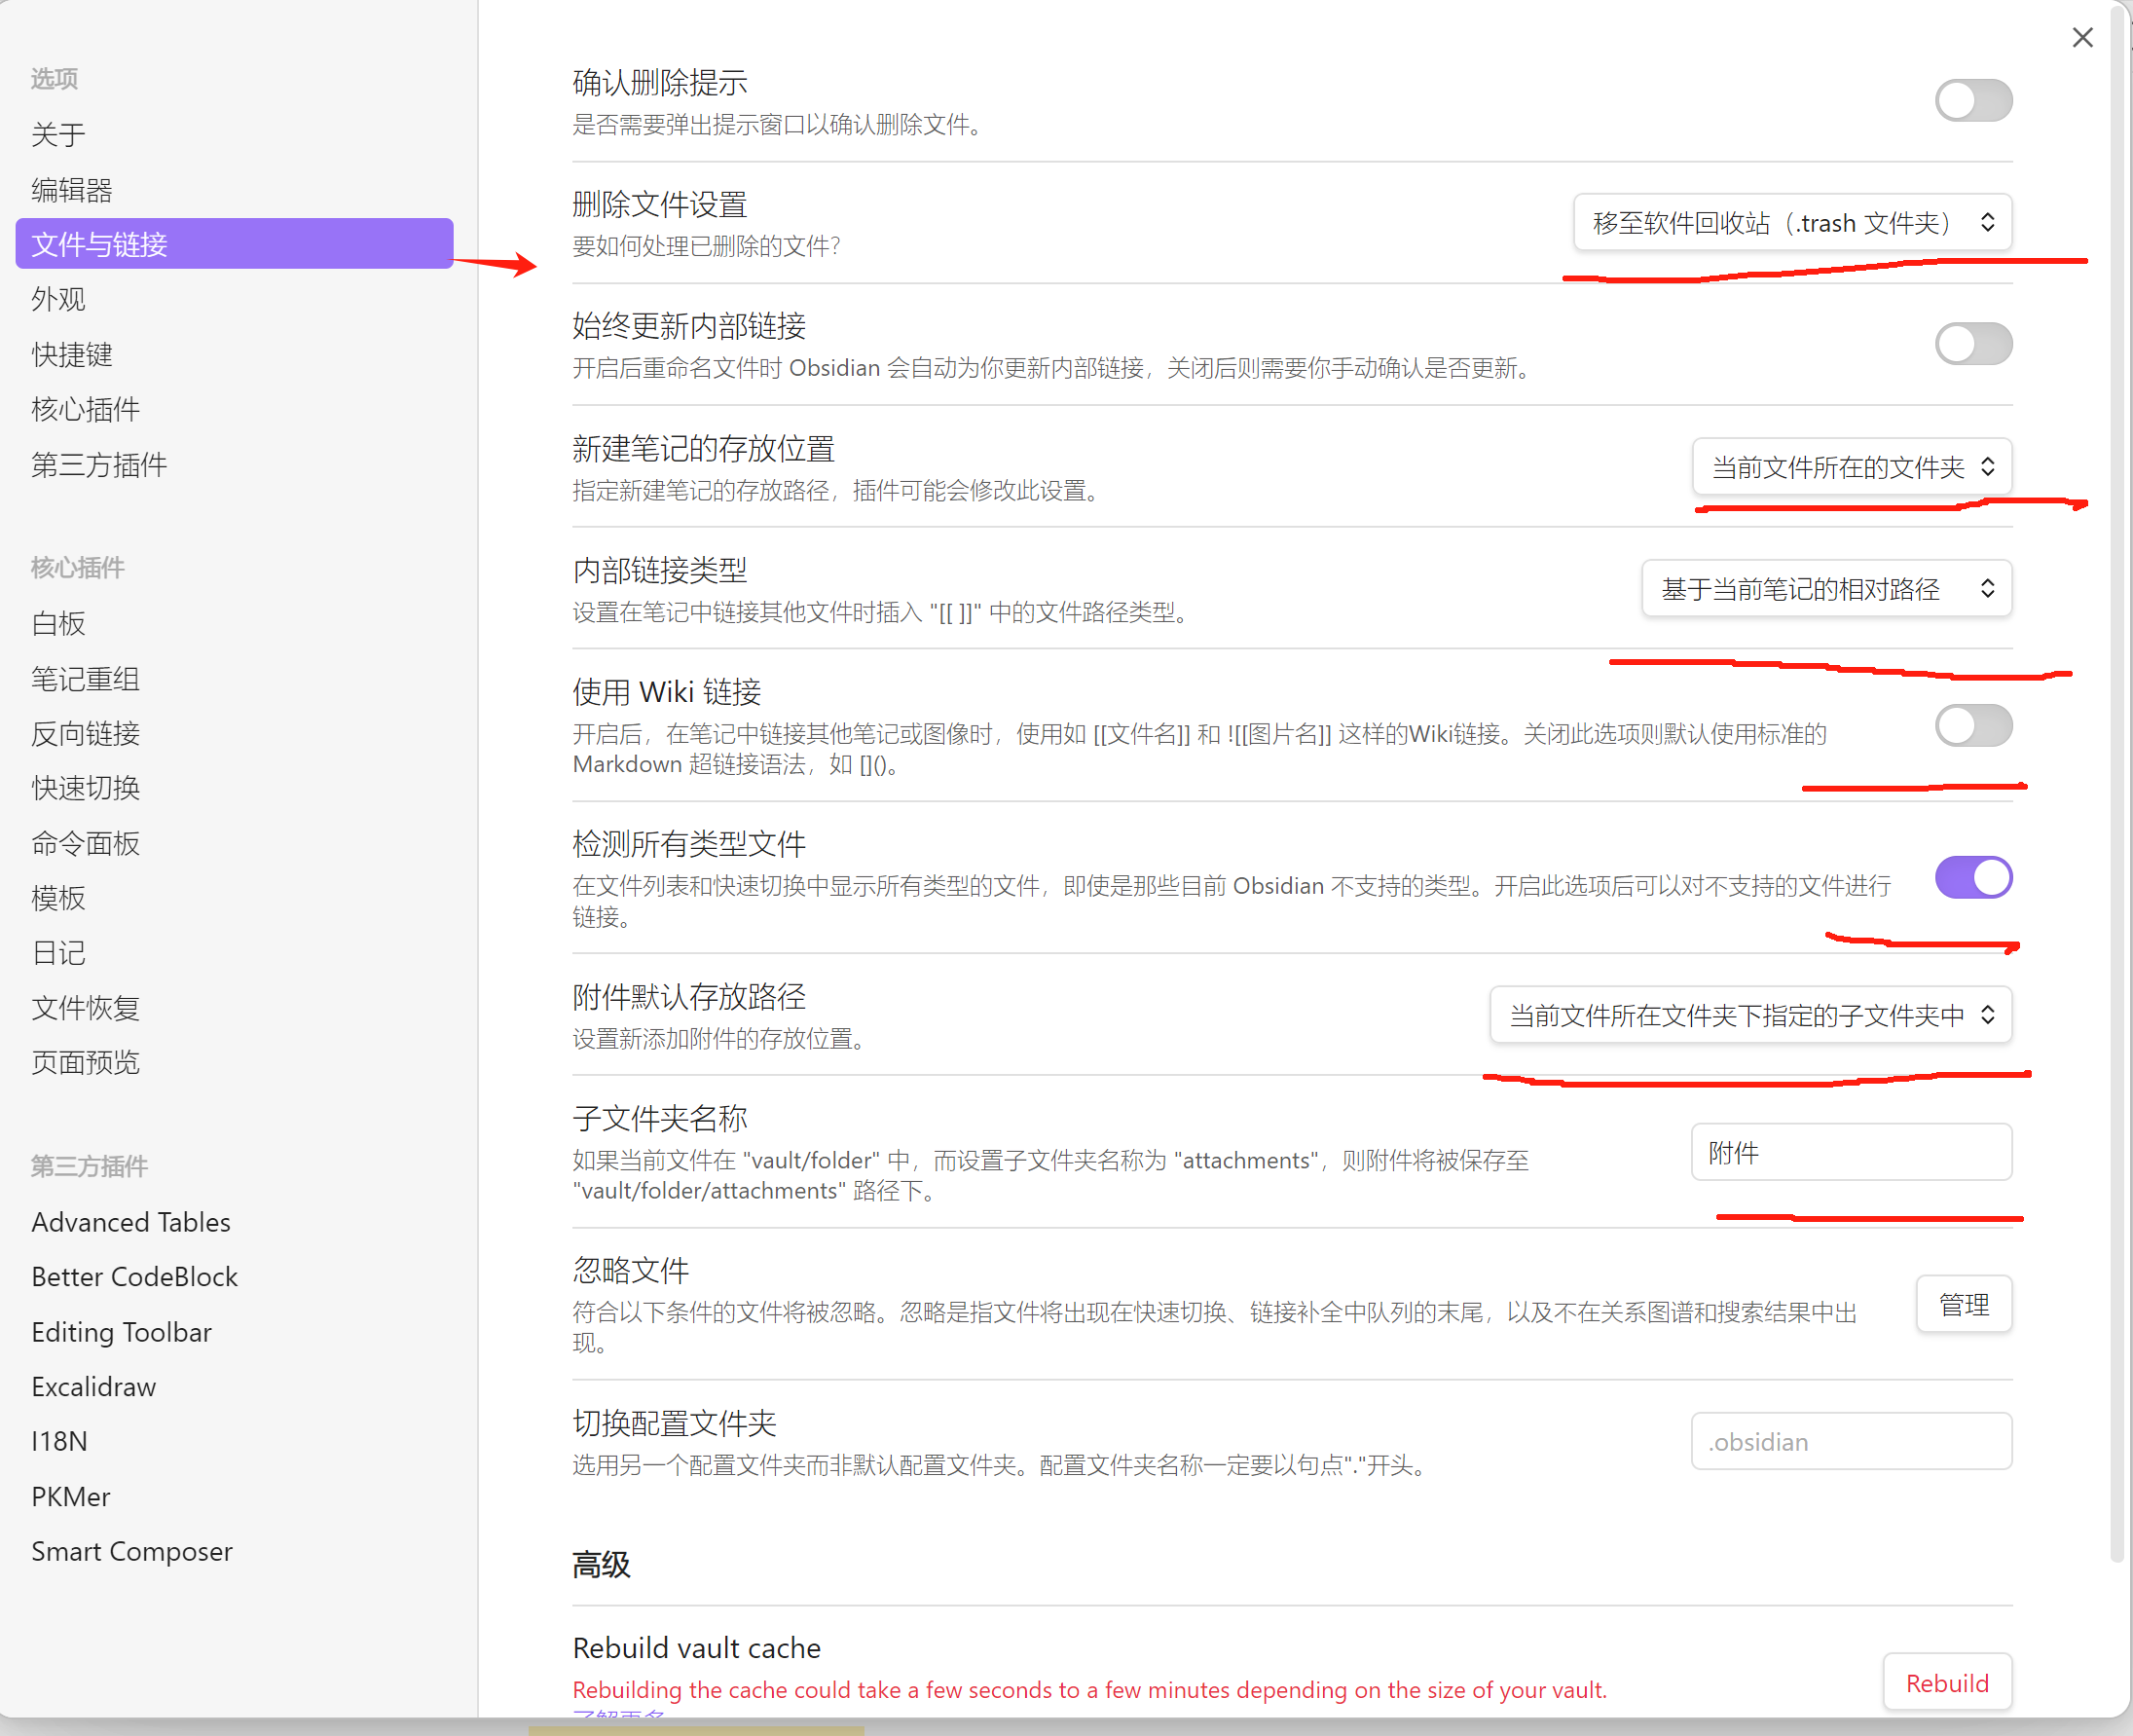 选项
关于
编辑器
文件与链接
外观
快捷键
核心插件
第三方插件
核心插件
白板
笔记重组
反向链接
快速切换
命令面板
模板
日记
文件恢复
页面预览
第三方插件
Advanced Tables
Better CodeBlock
Editing Toolbar
Excalidraw
I18N
PKMer
Smart Composer
确认删除提示
是否需要弹出提示窗口以确认删除文件。
删除文件设置
要如何处理已删除的文件?
移至软件回收站（.trash 文件夹）
始终更新内部链接
开启后重命名文件时 Obsidian 会自动为你更新内部链接，关闭后则需要你手动确认是否更新。
新建笔记的存放位置
指定新建笔记的存放路径，插件可能会修改此设置。
当前文件所在的文件夹
内部链接类型
设置在笔记中链接其他文件时插入 "[[ ]]" 中的文件路径类型。
基于当前笔记的相对路径
使用 Wiki 链接
开启后，在笔记中链接其他笔记或图像时，使用如 [[文件名]] 和 ![[图片名]] 这样的Wiki链接。关闭此选项则默认使用标准的
Markdown 超链接语法，如 []()。
检测所有类型文件
在文件列表和快速切换中显示所有类型的文件，即使是那些目前 Obsidian 不支持的类型。开启此选项后可以对不支持的文件进行
链接。
附件默认存放路径
设置新添加附件的存放位置。
当前文件所在文件夹下指定的子文件夹中
子文件夹名称
如果当前文件在 "vault/folder" 中，而设置子文件夹名称为 "attachments"，则附件将被保存至
"vault/folder/attachments" 路径下。
附件
忽略文件
符合以下条件的文件将被忽略。忽略是指文件将出现在快速切换、链接补全中队列的末尾，以及不在关系图谱和搜索结果中出
现。
管理
切换配置文件夹
选用另一个配置文件夹而非默认配置文件夹。配置文件夹名称一定要以句点"."开头。
.obsidian
高级
Rebuild vault cache
Rebuilding the cache could take a few seconds to a few minutes depending on the size of your vault.
Rebuild